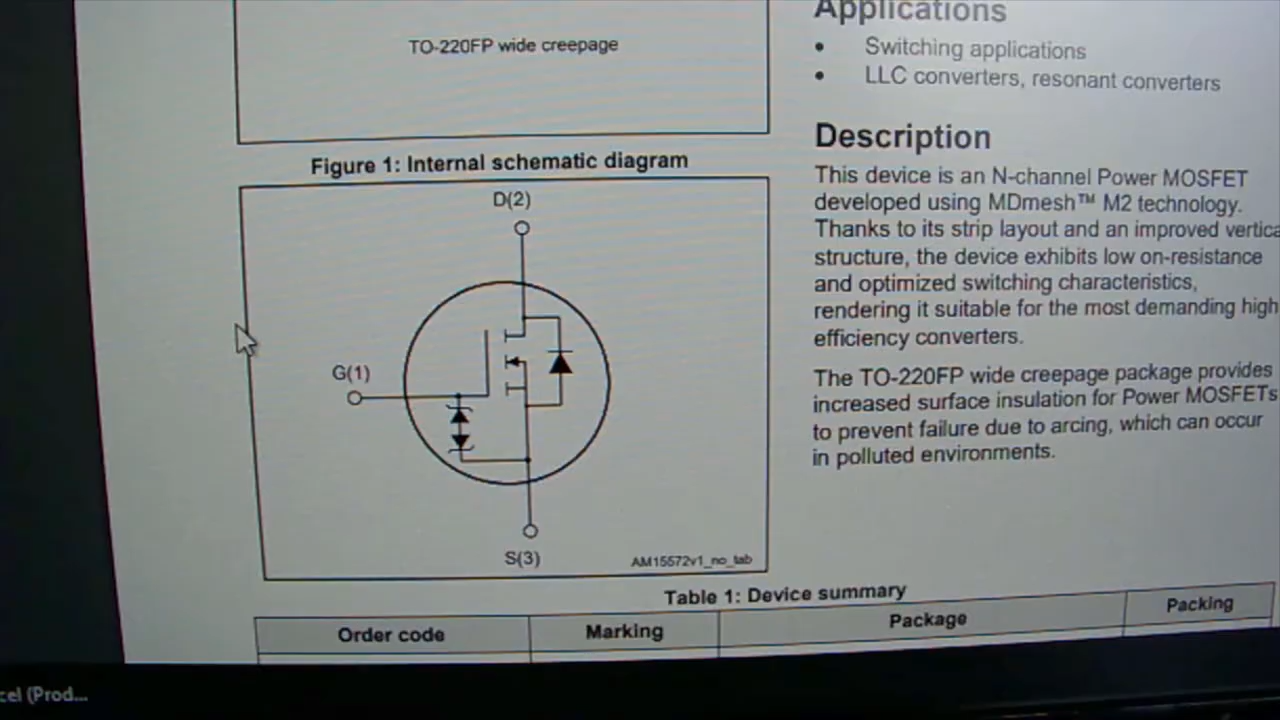 TO-220FP wide creepage
Figure 1: Internal schematic diagram
D(2)
G(1)
S(3)
AM15572v1_no_tab
Applications
• Switching applications
• LLC converters, resonant converters
Description
This device is an N-channel Power MOSFET
developed using MDmesh™ M2 technology.
Thanks to its strip layout and an improved vertica
structure, the device exhibits low on-resistance
and optimized switching characteristics,
rendering it suitable for the most demanding high
efficiency converters.
The TO-220FP wide creepage package provides
increased surface insulation for Power MOSFETs
to prevent failure due to arcing, which can occur
in polluted environments.
Table 1: Device summary
Order code Marking Package Packing
cel (Prod...